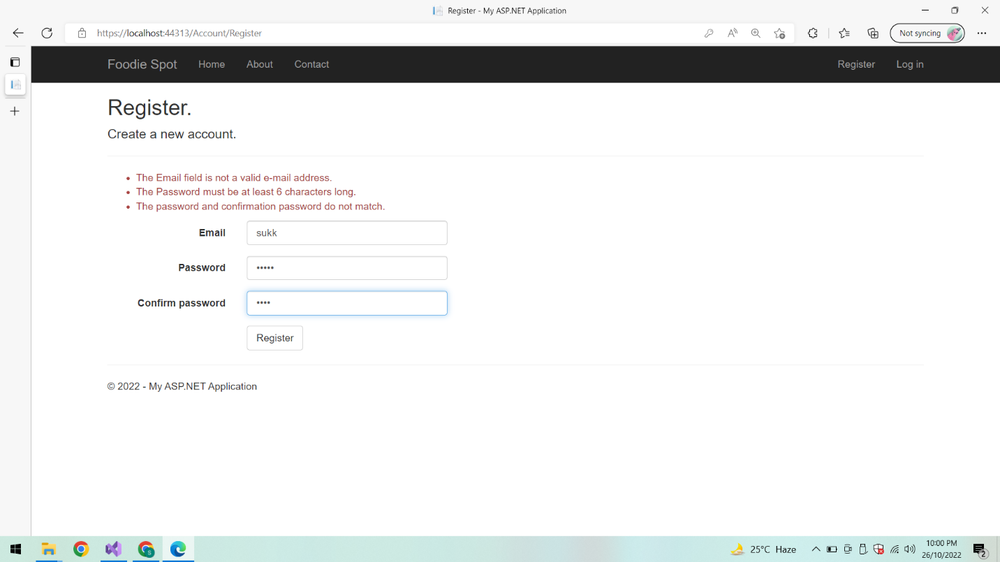 Register - My ASP.NET Application
https://localhost:44313/Account/Register
Not syncing
Foodie Spot Home About Contact Register Log in
Register.
Create a new account.
The Email field is not a valid e-mail address.
The Password must be at least 6 characters long.
The password and confirmation password do not match.
Email sukk
Password •••••
Confirm password ••••
Register
© 2022 - My ASP.NET Application
25°C Haze
10:00 PM
26/10/2022
2